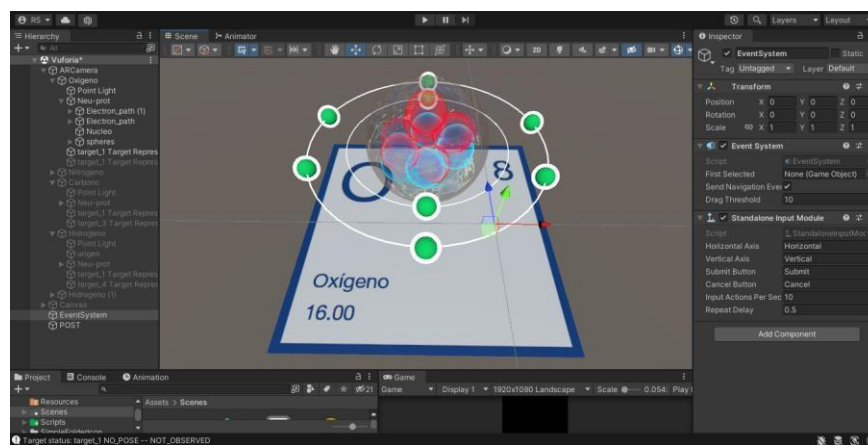 RS
Layers
Layout
Hierarchy
Scene
Animator
Inspector
All
2D
Vuforia*
ARCamera
Oxigeno
Point Light
Neu-prot
Electron_path (1)
Electron_path
Nucleo
spheres
target_1 Target Repres
target_1 Target Repres
Nitrogeno
Carbono
Point Light
Neu-prot
target_1 Target Repres
target_3 Target Repres
Hidrogeno
Point Light
origen
Neu-prot
target_1 Target Repres
target_4 Target Repres
Hidrogeno (1)
Canvas
EventSystem
POST
O
8
Oxígeno
16.00
EventSystem
Static
Tag Untagged Layer Default
Transform
Position X 0 Y 0 Z 0
Rotation X 0 Y 0 Z 0
Scale X 1 Y 1 Z 1
Event System
Script EventSystem
First Selected None (Game Object)
Send Navigation Even
Drag Threshold 10
Standalone Input Module
Script StandaloneInputMod
Horizontal Axis Horizontal
Vertical Axis Vertical
Submit Button Submit
Cancel Button Cancel
Input Actions Per Sec 10
Repeat Delay 0.5
Add Component
Project
Console
Animation
21
Resources
Scenes
Scripts
SimpleFolderIcon
Assets > Scenes
Game
Game Display 1 1920x1080 Landscape Scale 0.054: Play
Target status: target_1 NO_POSE -- NOT_OBSERVED